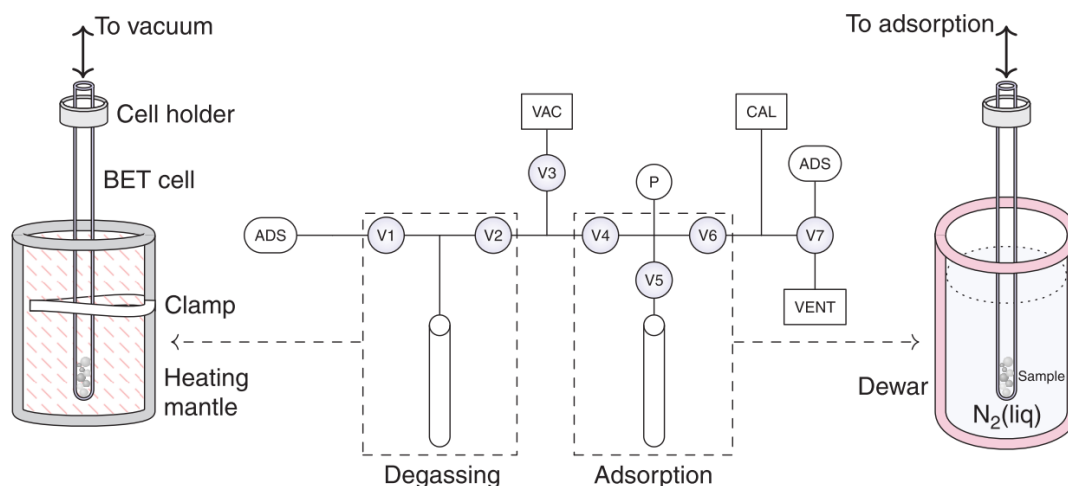 To vacuum
Cell holder
BET cell
Clamp
Heating
mantle
ADS
V1
V2
VAC
V3
V4
P
V5
V6
CAL
ADS
V7
VENT
Degassing
Adsorption
To adsorption
Dewar
Sample
N₂(liq)